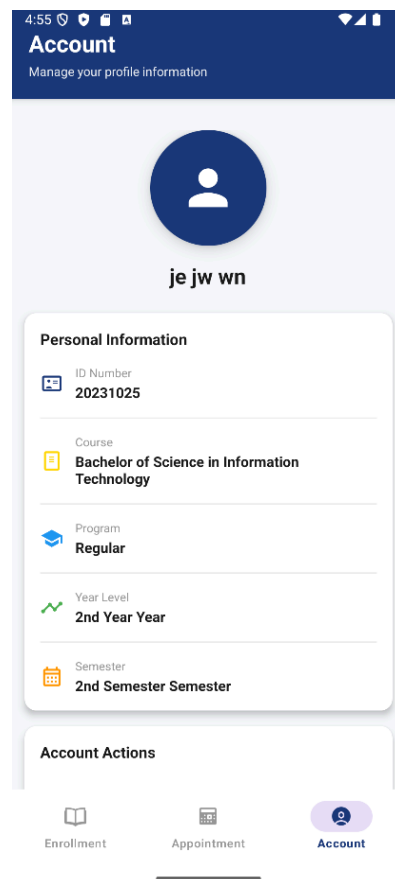 4:55
Account
Manage your profile information
je jw wn
Personal Information
ID Number
20231025
Course
Bachelor of Science in Information
Technology
Program
Regular
Year Level
2nd Year Year
Semester
2nd Semester Semester
Account Actions
Enrollment
Appointment
Account